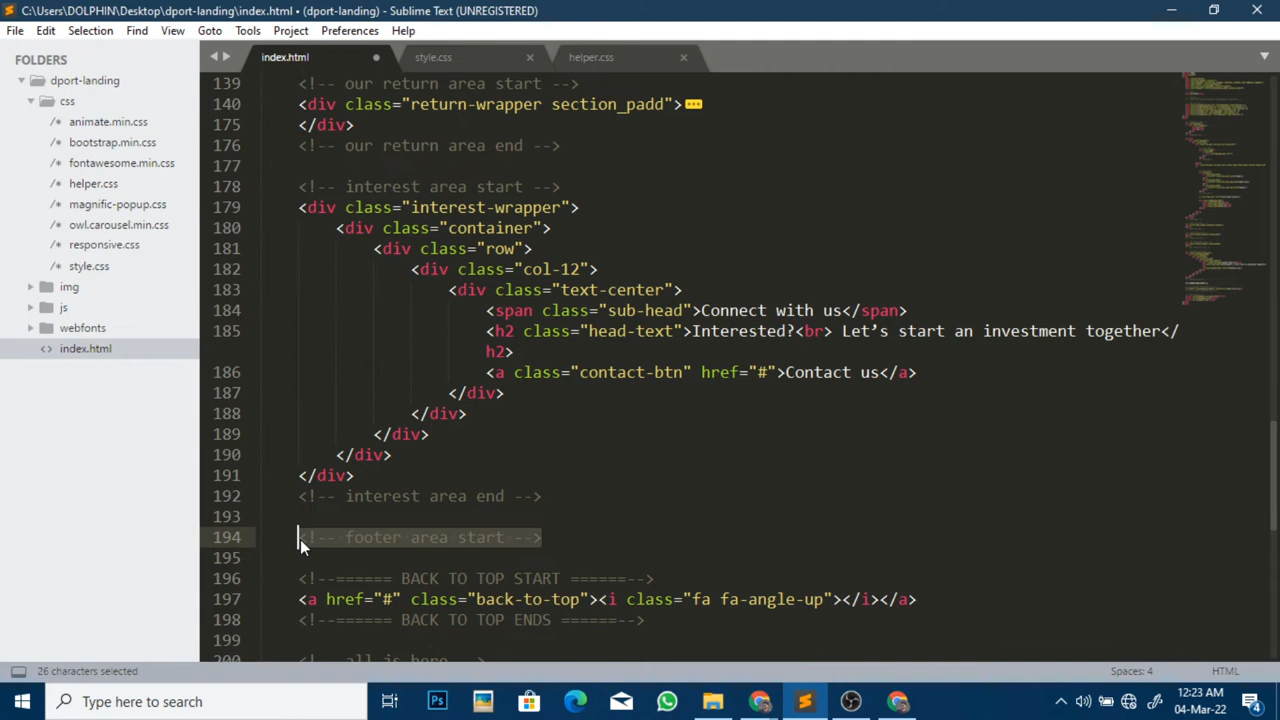 C:\Users\DOLPHIN\Desktop\dport-landing\index.html • (dport-landing) - Sublime Text (UNREGISTERED)
File Edit Selection Find View Goto Tools Project Preferences Help
FOLDERS
dport-landing
css
/* animate.min.css
/* bootstrap.min.css
/* fontawesome.min.css
/* helper.css
/* magnific-popup.css
/* owl.carousel.min.css
/* responsive.css
/* style.css
img
js
webfonts
<> index.html
index.html style.css helper.css
139 <!-- our return area start -->
140 <div class="return-wrapper section_padd">
175 </div>
176 <!-- our return area end -->
177
178 <!-- interest area start -->
179 <div class="interest-wrapper">
180 <div class="container">
181 <div class="row">
182 <div class="col-12">
183 <div class="text-center">
184 <span class="sub-head">Connect with us</span>
185 <h2 class="head-text">Interested?<br> Let’s start an investment together</
h2>
186 <a class="contact-btn" href="#">Contact us</a>
187 </div>
188 </div>
189 </div>
190 </div>
191 </div>
192 <!-- interest area end -->
193
194 <!-- footer area start -->
195
196 <!--====== BACK TO TOP START ======-->
197 <a href="#" class="back-to-top"><i class="fa fa-angle-up"></i></a>
198 <!--====== BACK TO TOP ENDS ======-->
199
200 <!-- all js here -->
26 characters selected Spaces: 4 HTML
Type here to search
Ps
12:23 AM
04-Mar-22
4